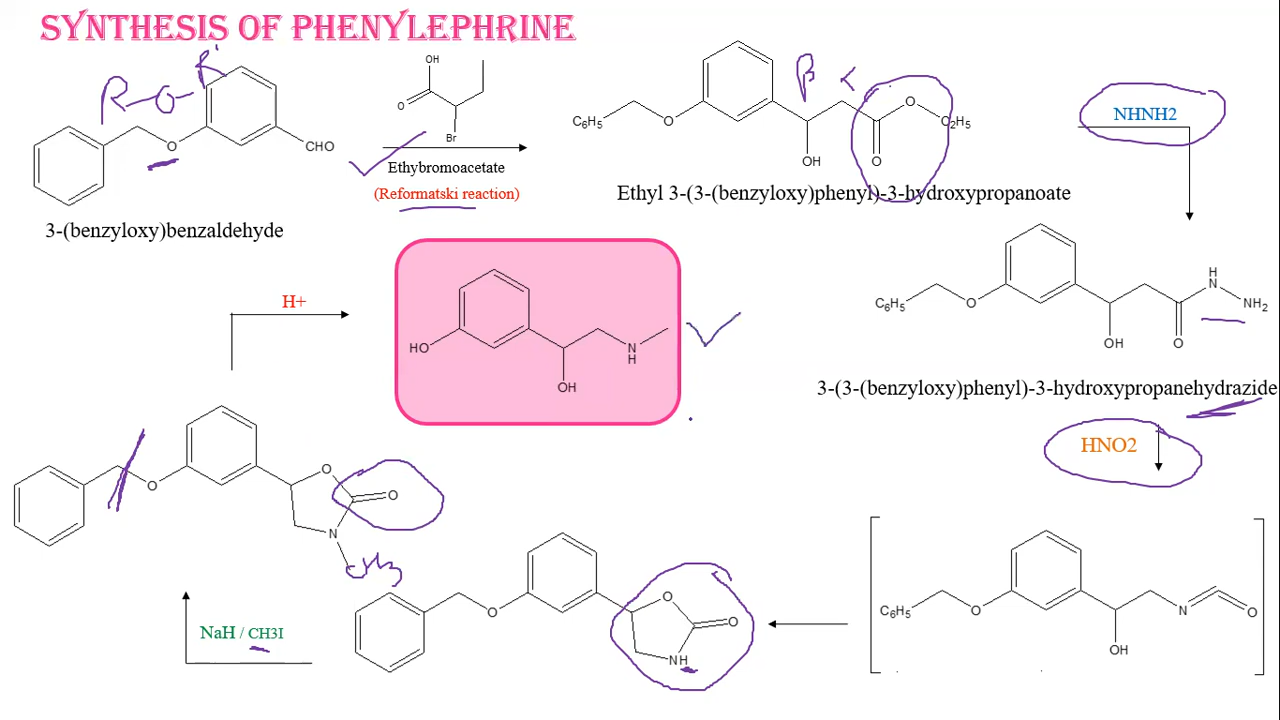 SYNTHESIS OF PHENYLEPHRINE
R-O-R'
O
CHO
3-(benzyloxy)benzaldehyde
OH
O
Br
Ethybromoacetate
(Reformatski reaction)
β
C6H5
O
OH
O
O
C2H5
Ethyl 3-(3-(benzyloxy)phenyl)-3-hydroxypropanoate
NHNH2
C6H5
O
OH
O
H
N
NH2
3-(3-(benzyloxy)phenyl)-3-hydroxypropanehydrazide
HNO2
C6H5
O
OH
N
O
O
O
O
NH
NaH / CH3I
O
O
O
N
CH3
H+
HO
OH
N
H